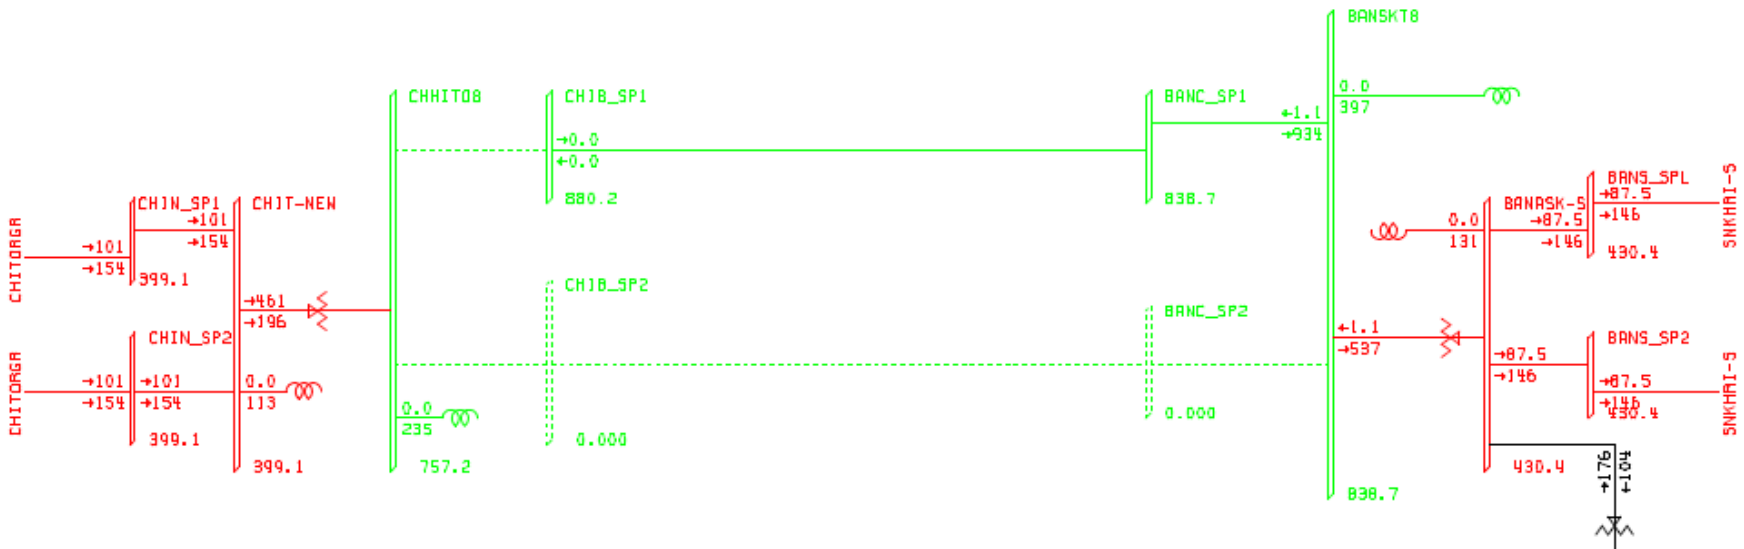 BANSKT8
CHHIT08
CHIB_SP1
BANC_SP1
0.0
397
←1.1
→934
→0.0
←0.0
880.2
838.7
CHIN_SP1
CHIT-NEW
→101
→154
→101
→154
399.1
CHITORGA
BANS_SPL
→87.5
→146
430.4
SNKHAI-S
BANASK-S
0.0
131
→87.5
→146
CHIB_SP2
BANC_SP2
→461
→196
←1.1
→537
CHIN_SP2
→101
→154
→101
→154
399.1
CHITORGA
0.0
113
399.1
0.0
235
757.2
0.000
0.000
838.7
→87.5
→146
BANS_SP2
→87.5
→146
430.4
SNKHAI-S
430.4
→176
←104